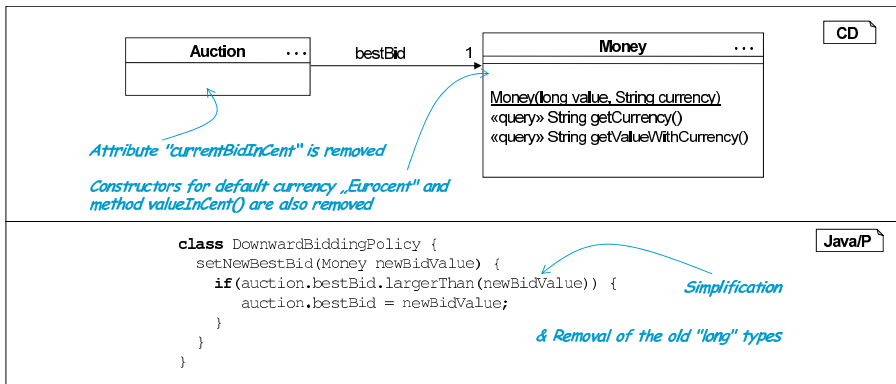 CD
Auction ...
bestBid 1
Money ...
Money(long value, String currency)
«query» String getCurrency()
«query» String getValueWithCurrency()
Attribute "currentBidInCent" is removed
Constructors for default currency „Eurocent" and
method valueInCent() are also removed
Java/P
class DownwardBiddingPolicy {
setNewBestBid(Money newBidValue) {
if(auction.bestBid.largerThan(newBidValue)) {
auction.bestBid = newBidValue;
}
}
}
Simplification
& Removal of the old "long" types